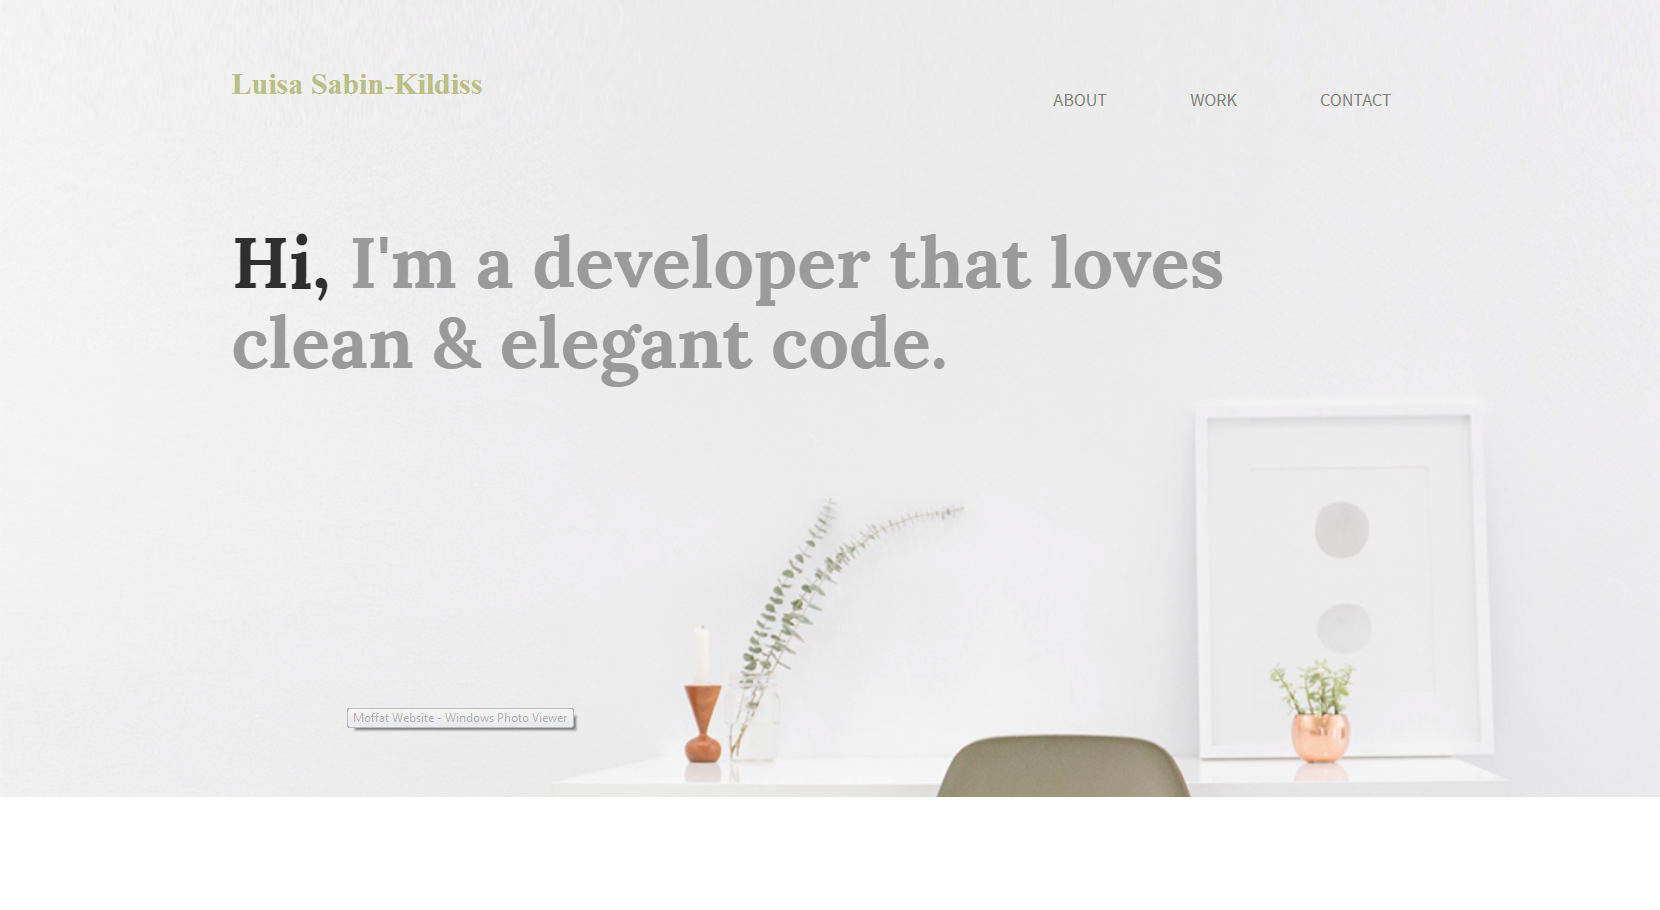 Luisa Sabin-Kildiss
ABOUT WORK CONTACT
Hi, I'm a developer that loves
clean & elegant code.
Moffat Website - Windows Photo Viewer